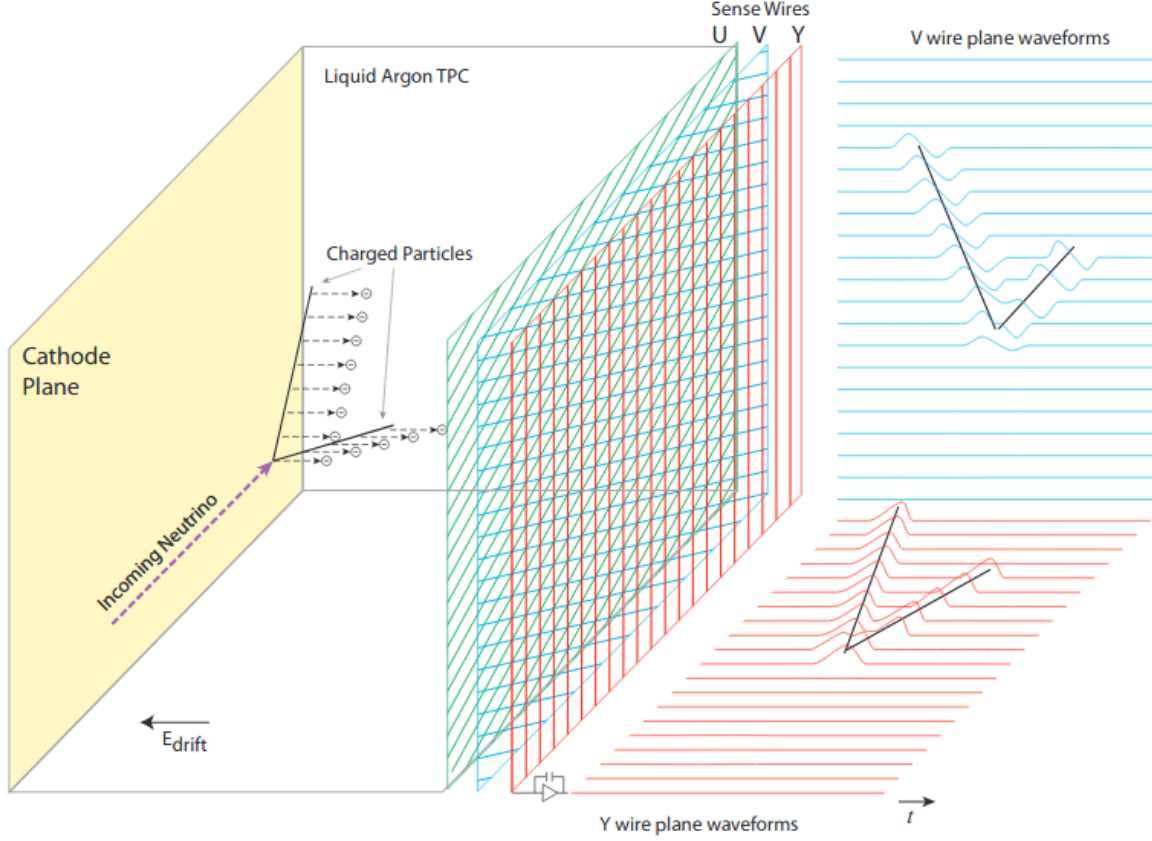 Sense Wires
U V Y
V wire plane waveforms
Liquid Argon TPC
Charged Particles
Cathode
Plane
Incoming Neutrino
Edrift
t
Y wire plane waveforms